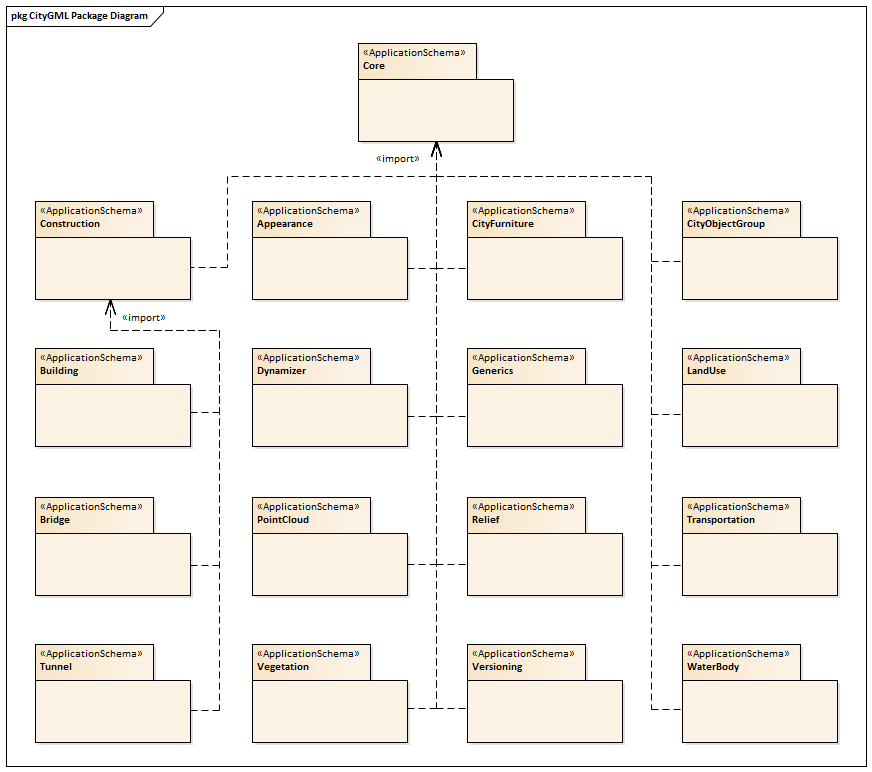 pkg CityGML Package Diagram
«ApplicationSchema»
Core
«import»
«ApplicationSchema»
Construction
«ApplicationSchema»
Appearance
«ApplicationSchema»
CityFurniture
«ApplicationSchema»
CityObjectGroup
«import»
«ApplicationSchema»
Building
«ApplicationSchema»
Dynamizer
«ApplicationSchema»
Generics
«ApplicationSchema»
LandUse
«ApplicationSchema»
Bridge
«ApplicationSchema»
PointCloud
«ApplicationSchema»
Relief
«ApplicationSchema»
Transportation
«ApplicationSchema»
Tunnel
«ApplicationSchema»
Vegetation
«ApplicationSchema»
Versioning
«ApplicationSchema»
WaterBody